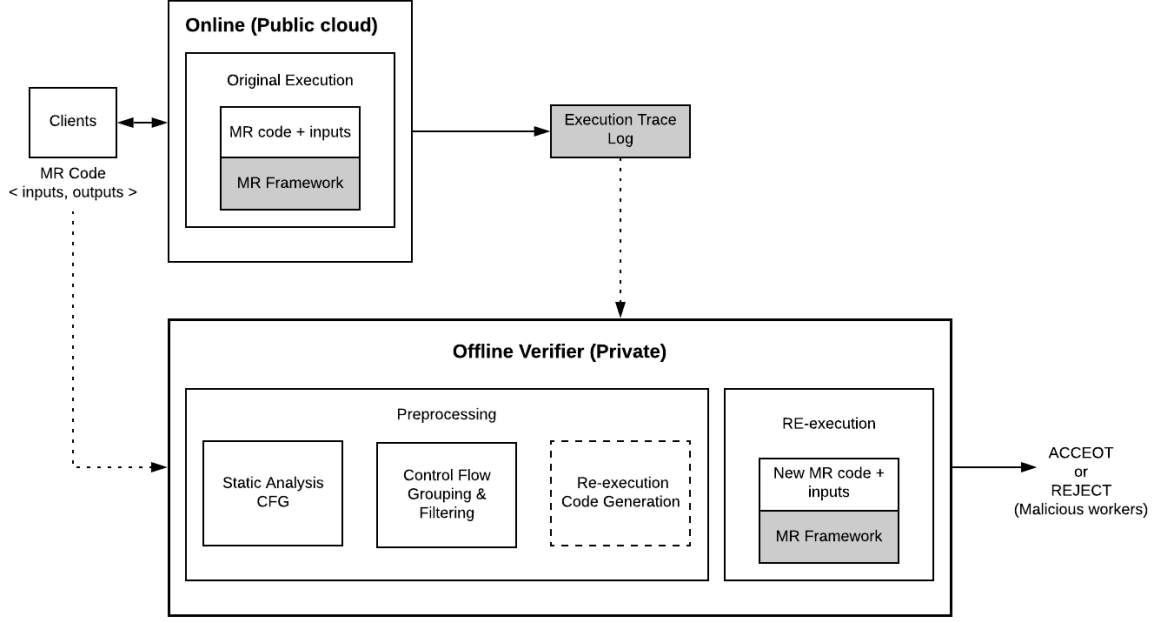 Online (Public cloud)
Original Execution
MR code + inputs
MR Framework
Clients
MR Code
< inputs, outputs >
Execution Trace
Log
Offline Verifier (Private)
Preprocessing
Static Analysis
CFG
Control Flow
Grouping &
Filtering
Re-execution
Code Generation
RE-execution
New MR code +
inputs
MR Framework
ACCEOT
or
REJECT
(Malicious workers)